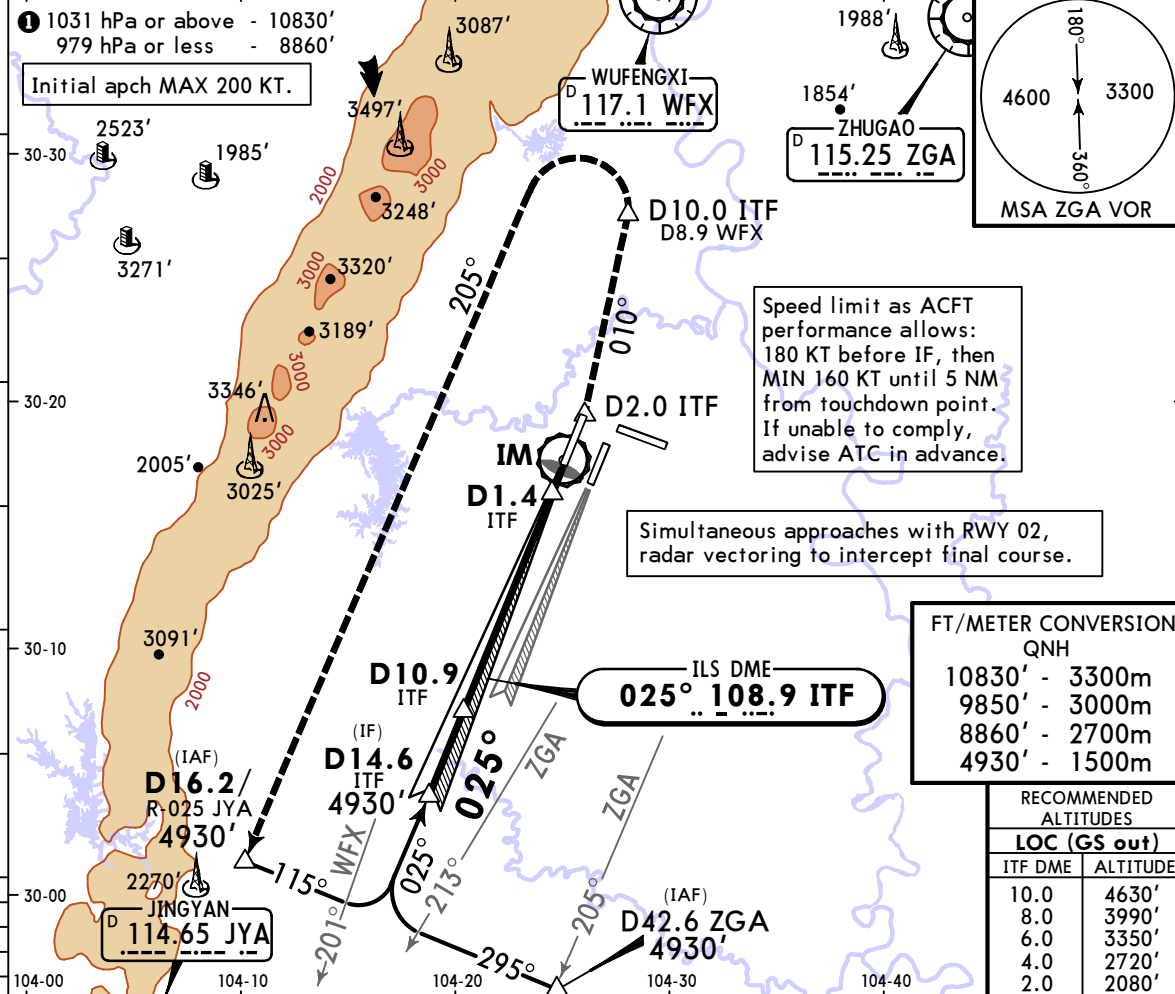 ❶ 1031 hPa or above - 10830'
979 hPa or less - 8860'
Initial apch MAX 200 KT.
3087'
WUFENGXI
D 117.1 WFX
1988'
1854'
ZHUGAO
D 115.25 ZGA
180°
4600
3300
360°
MSA ZGA VOR
3497'
2523'
1985'
3271'
30-30
2000
3000
3248'
3000
3320'
3189'
3000
3346'
3000
30-20
2005'
3025'
205°
D10.0 ITF
D8.9 WFX
010°
Speed limit as ACFT
performance allows:
180 KT before IF, then
MIN 160 KT until 5 NM
from touchdown point.
If unable to comply,
advise ATC in advance.
D2.0 ITF
IM
D1.4
ITF
Simultaneous approaches with RWY 02,
radar vectoring to intercept final course.
3091'
30-10
2000
D10.9
ITF
ILS DME
025° 108.9 ITF
FT/METER CONVERSION
QNH
10830' - 3300m
9850' - 3000m
8860' - 2700m
4930' - 1500m
(IAF)
D16.2/
R-025 JYA
4930'
(IF)
D14.6
ITF
4930'
025°
ZGA
ZGA
2270'
30-00
115°
WFX
201°
025°
213°
205°
295°
(IAF)
D42.6 ZGA
4930'
JINGYAN
D 114.65 JYA
RECOMMENDED
ALTITUDES
LOC (GS out)
ITF DME ALTITUDE
10.0 4630'
8.0 3990'
6.0 3350'
4.0 2720'
2.0 2080'
104-00
104-10
104-20
104-30
104-40